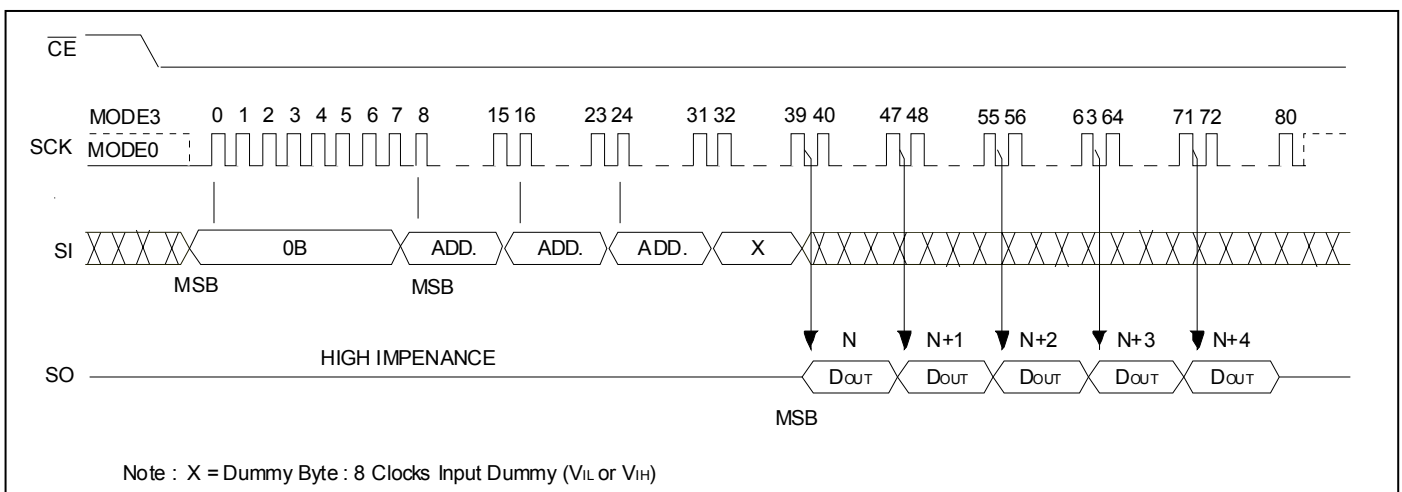 CE
MODE3 0 1 2 3 4 5 6 7 8 15 16 23 24 31 32 39 40 47 48 55 56 63 64 71 72 80
SCK MODE0
SI 0B ADD. ADD. ADD. X
MSB MSB
N N+1 N+2 N+3 N+4
HIGH IMPENANCE
SO DOUT DOUT DOUT DOUT DOUT
MSB
Note : X = Dummy Byte : 8 Clocks Input Dummy (VIL or VIH)